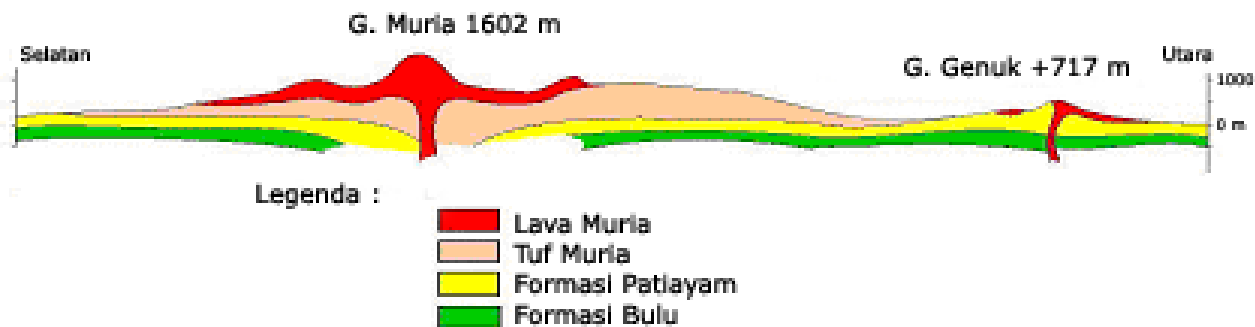 G. Muria 1602 m
Selatan
Utara
G. Genuk +717 m
1000
0 m
Legenda :
Lava Muria
Tuf Muria
Formasi Patiayam
Formasi Bulu